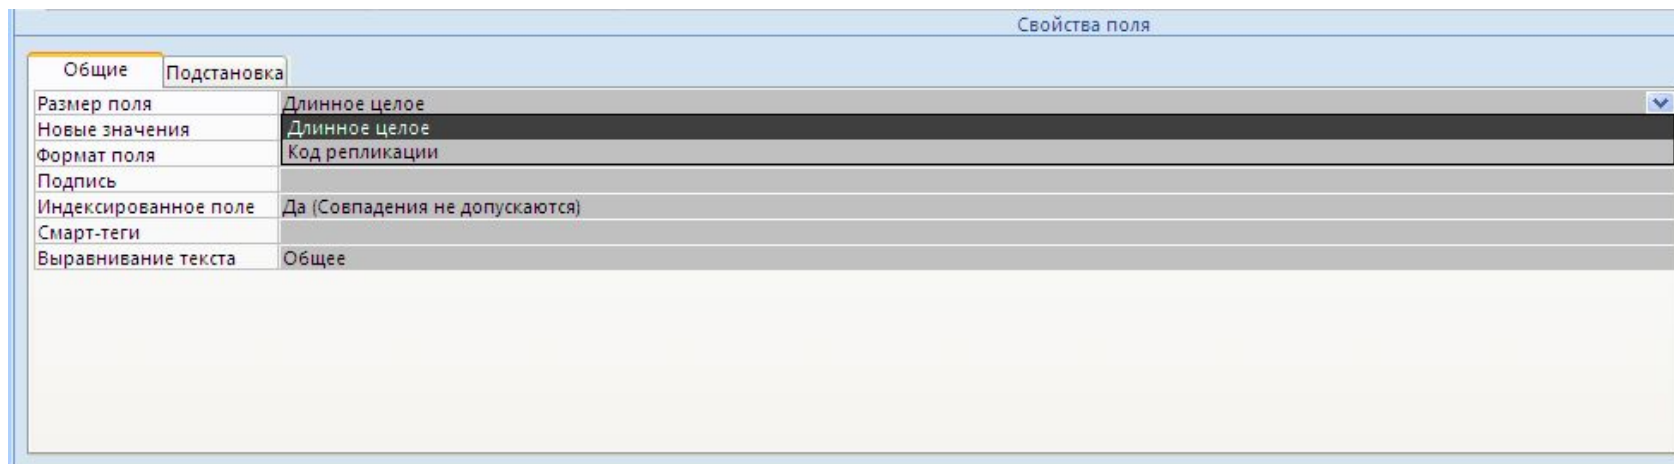 Свойства поля
Общие Подстановка
Размер поля Длинное целое
Новые значения Длинное целое
Формат поля Код репликации
Подпись
Индексированное поле Да (Совпадения не допускаются)
Смарт-теги
Выравнивание текста Общее